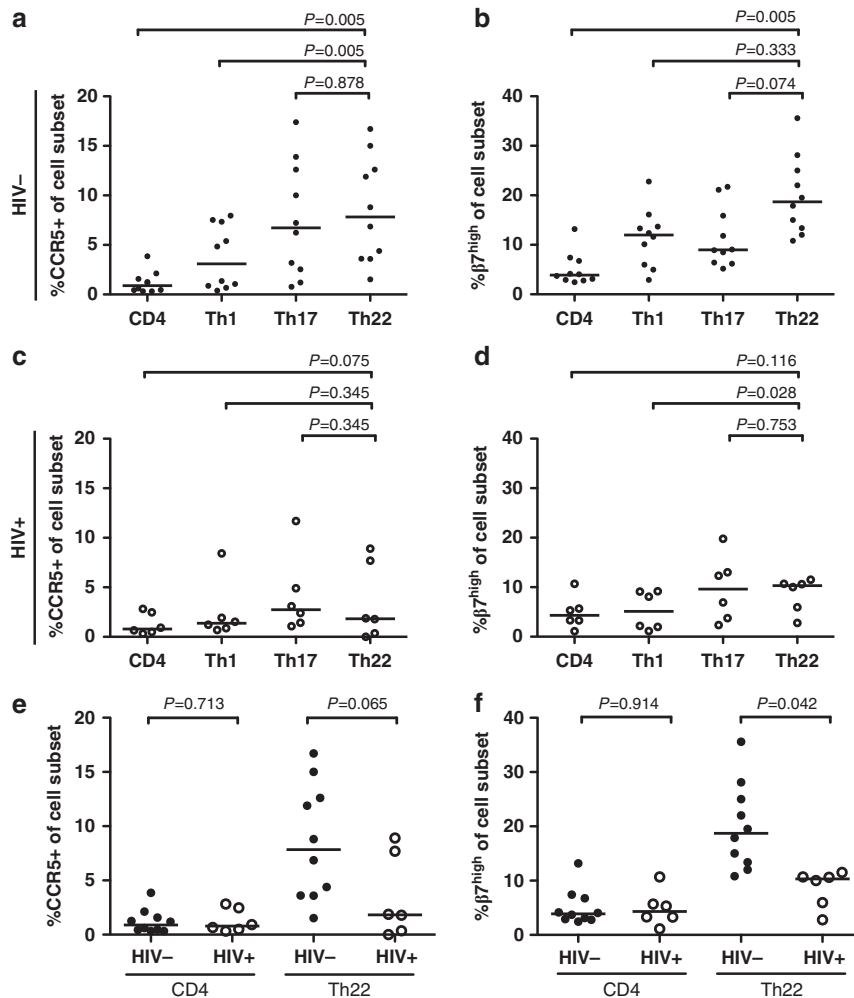 a
P=0.005
P=0.005
P=0.878
HIV–
%CCR5+ of cell subset
20
15
10
5
0
CD4 Th1 Th17 Th22
b
P=0.005
P=0.333
P=0.074
%β7high of cell subset
40
30
20
10
0
CD4 Th1 Th17 Th22
c
P=0.075
P=0.345
P=0.345
HIV+
%CCR5+ of cell subset
20
15
10
5
0
CD4 Th1 Th17 Th22
d
P=0.116
P=0.028
P=0.753
%β7high of cell subset
40
30
20
10
0
CD4 Th1 Th17 Th22
e
P=0.713 P=0.065
%CCR5+ of cell subset
20
15
10
5
0
HIV– HIV+ HIV– HIV+
CD4 Th22
f
P=0.914 P=0.042
%β7high of cell subset
40
30
20
10
0
HIV– HIV+ HIV– HIV+
CD4 Th22